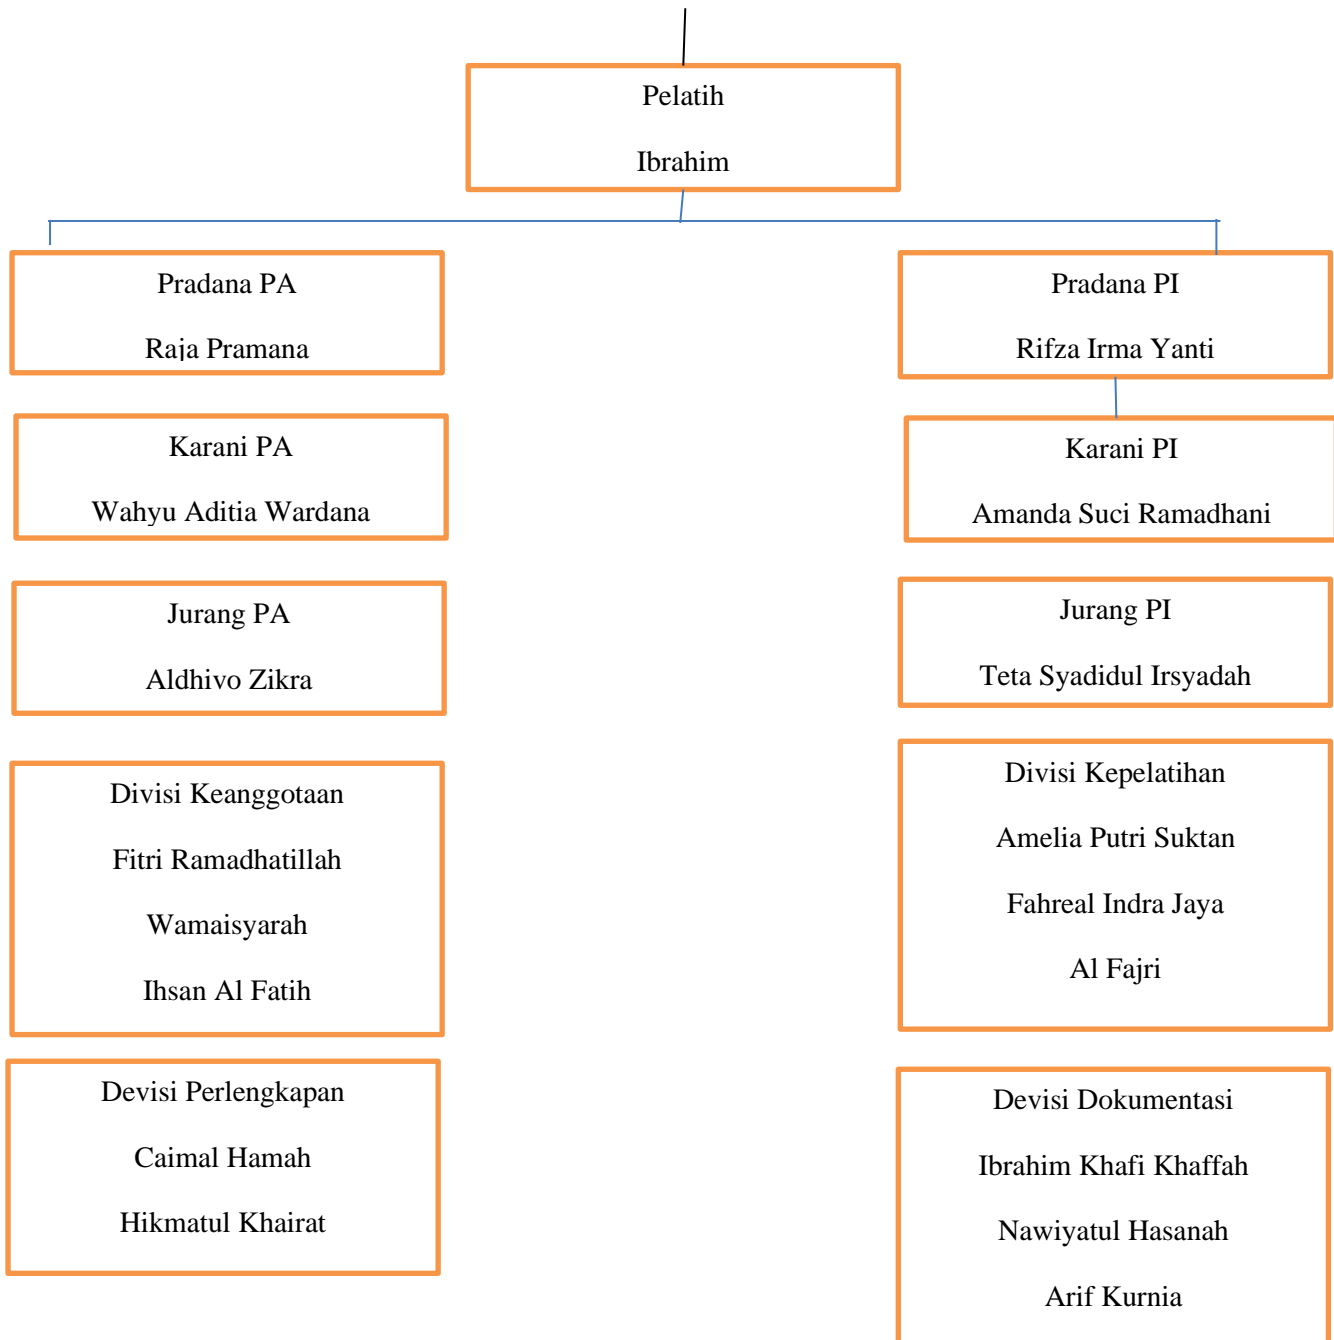 Pelatih
Ibrahim
Pradana PA
Raja Pramana
Pradana PI
Rifza Irma Yanti
Karani PA
Wahyu Aditia Wardana
Karani PI
Amanda Suci Ramadhani
Jurang PA
Aldhivo Zikra
Jurang PI
Teta Syadidul Irsyadah
Divisi Keanggotaan
Fitri Ramadhatillah
Wamaisyarah
Ihsan Al Fatih
Divisi Kepelatihan
Amelia Putri Suktan
Fahreal Indra Jaya
Al Fajri
Devisi Perlengkapan
Caimal Hamah
Hikmatul Khairat
Devisi Dokumentasi
Ibrahim Khafi Khaffah
Nawiyatul Hasanah
Arif Kurnia